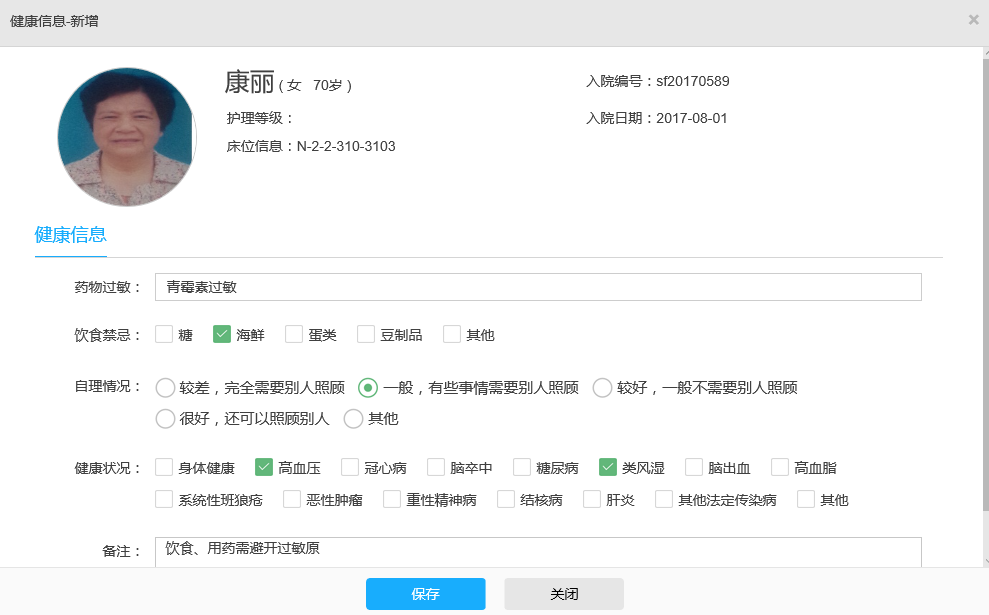 健康信息-新增
康丽 ( 女 70岁 )
入院编号：sf20170589
护理等级：
入院日期：2017-08-01
床位信息：N-2-2-310-3103
健康信息
药物过敏： 青霉素过敏
饮食禁忌： 糖 海鲜 蛋类 豆制品 其他
自理情况： 较差，完全需要别人照顾 一般，有些事情需要别人照顾 较好，一般不需要别人照顾
很好，还可以照顾别人 其他
健康状况： 身体健康 高血压 冠心病 脑卒中 糖尿病 类风湿 脑出血 高血脂
系统性班狼疮 恶性肿瘤 重性精神病 结核病 肝炎 其他法定传染病 其他
备注： 饮食、用药需避开过敏原
保存 关闭